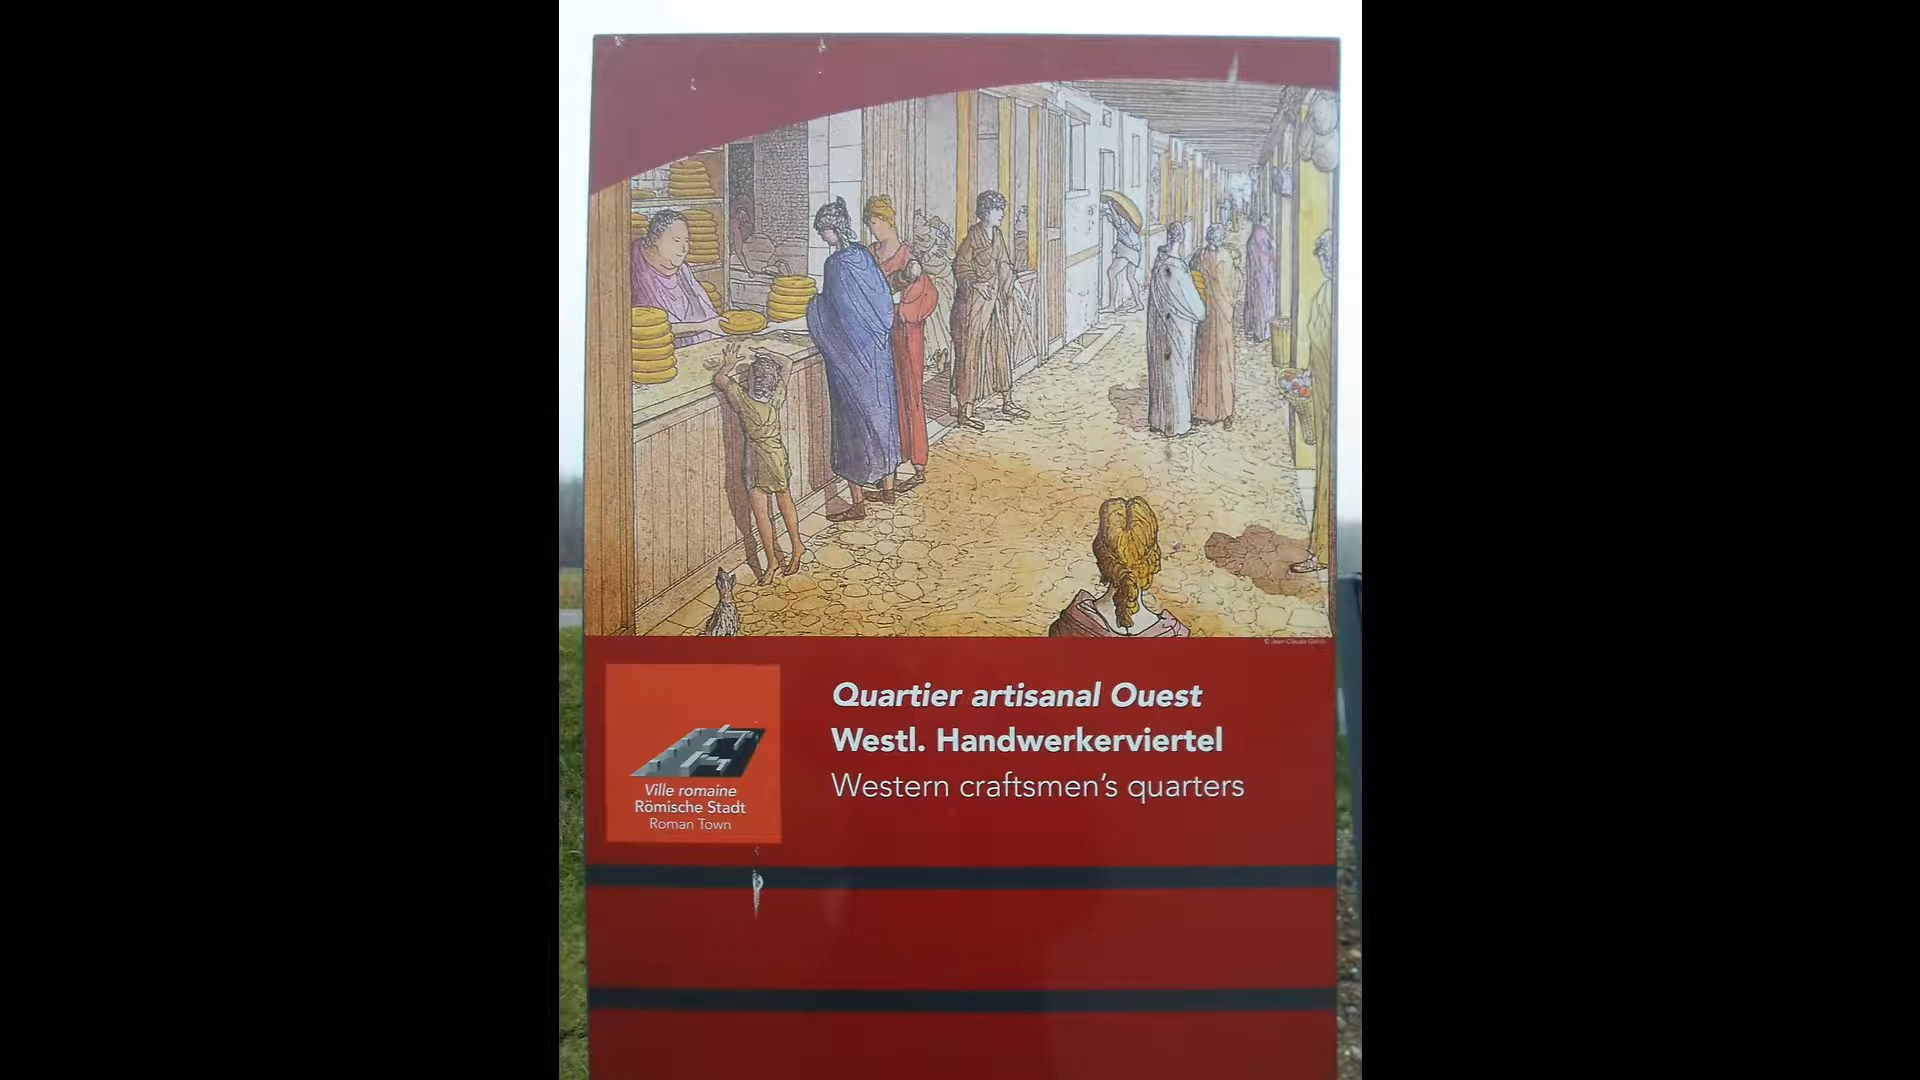 Quartier artisanal Ouest
Westl. Handwerkerviertel
Western craftsmen's quarters
Ville romaine
Römische Stadt
Roman Town